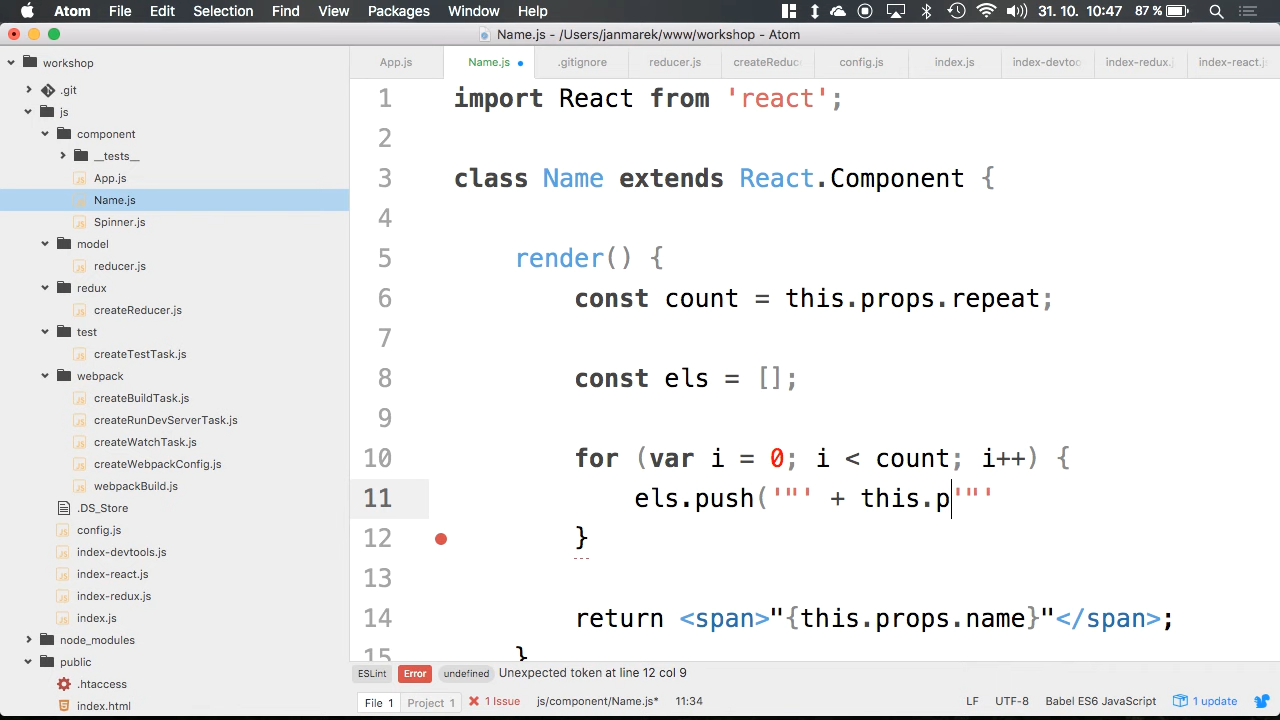 Atom File Edit Selection Find View Packages Window Help 31. 10. 10:47 87 %
Name.js - /Users/janmarek/www/workshop - Atom
workshop
.git
js
component
__tests__
App.js
Name.js
Spinner.js
model
reducer.js
redux
createReducer.js
test
createTestTask.js
webpack
createBuildTask.js
createRunDevServerTask.js
createWatchTask.js
createWebpackConfig.js
webpackBuild.js
.DS_Store
config.js
index-devtools.js
index-react.js
index-redux.js
index.js
node_modules
public
.htaccess
index.html
App.js Name.js .gitignore reducer.js createReduc config.js index.js index-devtoo index-redux. index-react.
1 import React from 'react';
2
3 class Name extends React.Component {
4
5 render() {
6 const count = this.props.repeat;
7
8 const els = [];
9
10 for (var i = 0; i < count; i++) {
11 els.push('"' + this.p'"'
12 }
13
14 return <span>"{this.props.name}"</span>;
15 }
ESLint Error undefined Unexpected token at line 12 col 9
File 1 Project 1 1 Issue js/component/Name.js* 11:34 LF UTF-8 Babel ES6 JavaScript 1 update